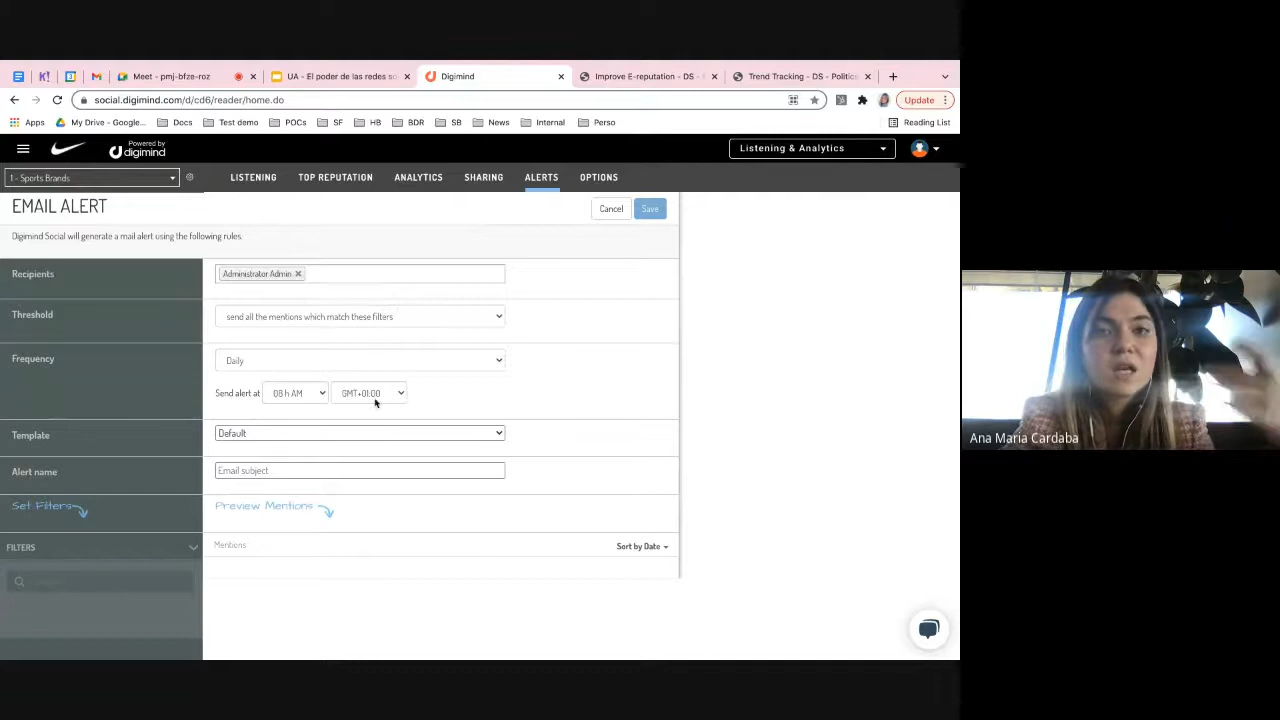 Meet - pmj-bfze-roz
UA - El poder de las redes so
Digimind
Improve E-reputation - DS -
Trend Tracking - DS - Politic
social.digimind.com/d/cd6/reader/home.do
Update
Apps
My Drive - Google...
Docs
Test demo
POCs
SF
HB
BDR
SB
News
Internal
Perso
Reading List
Powered by
digimind
Listening & Analytics
1 - Sports Brands
LISTENING
TOP REPUTATION
ANALYTICS
SHARING
ALERTS
OPTIONS
EMAIL ALERT
Cancel
Save
Digimind Social will generate a mail alert using the following rules.
Recipients
Administrator Admin
Threshold
send all the mentions which match these filters
Frequency
Daily
Send alert at
08 h AM
GMT+01:00
Template
Default
Alert name
Email subject
Set Filters
Preview Mentions
FILTERS
Mentions
Sort by Date
Ana Maria Cardaba